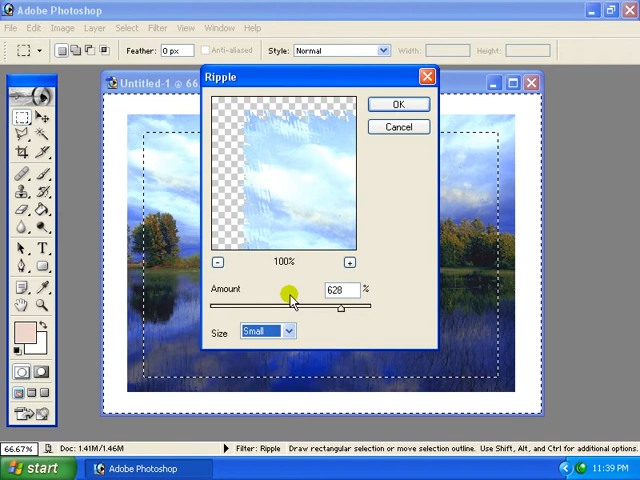 Adobe Photoshop
File Edit Image Layer Select Filter View Window Help
Feather: 0 px Anti-aliased Style: Normal Width: Height:
Untitled-1 @ 66
Ripple
OK
Cancel
100%
Amount 628 %
Size Small
66.67% Doc: 1.41M/1.46M Filter: Ripple Draw rectangular selection or move selection outline. Use Shift, Alt, and Ctrl for additional options.
start Adobe Photoshop 11:39 PM